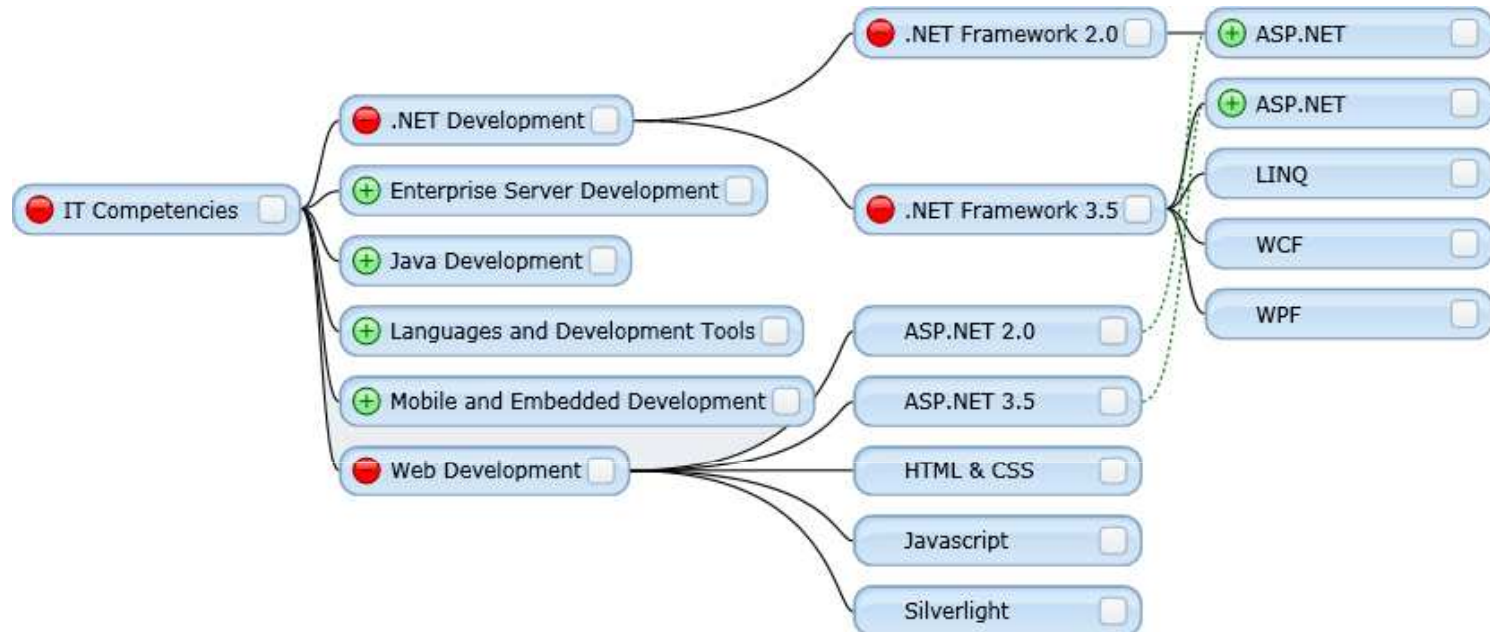 IT Competencies
.NET Development
Enterprise Server Development
Java Development
Languages and Development Tools
Mobile and Embedded Development
Web Development
.NET Framework 2.0
.NET Framework 3.5
ASP.NET 2.0
ASP.NET 3.5
HTML & CSS
Javascript
Silverlight
ASP.NET
ASP.NET
LINQ
WCF
WPF